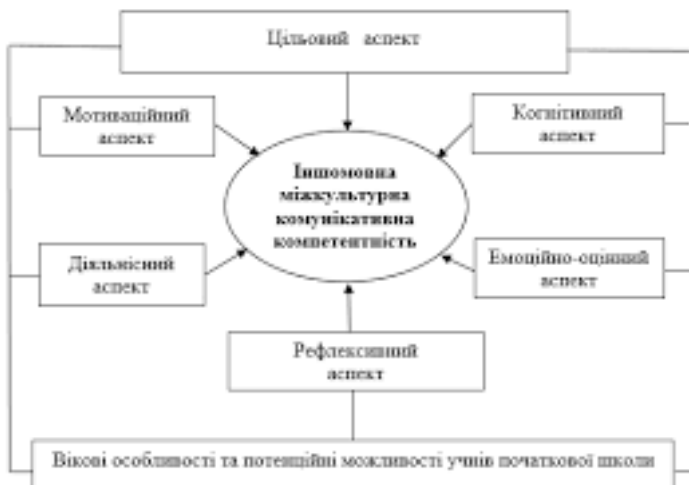 Цільовий аспект
Мотиваційний
аспект
Когнітивний
аспект
Іншомовна
міжкультурна
комунікативна
компетентність
Діяльнісний
аспект
Емоційно-оцінний
аспект
Рефлексивний
аспект
Вікові особливості та потенційні можливості учнів початкової школи